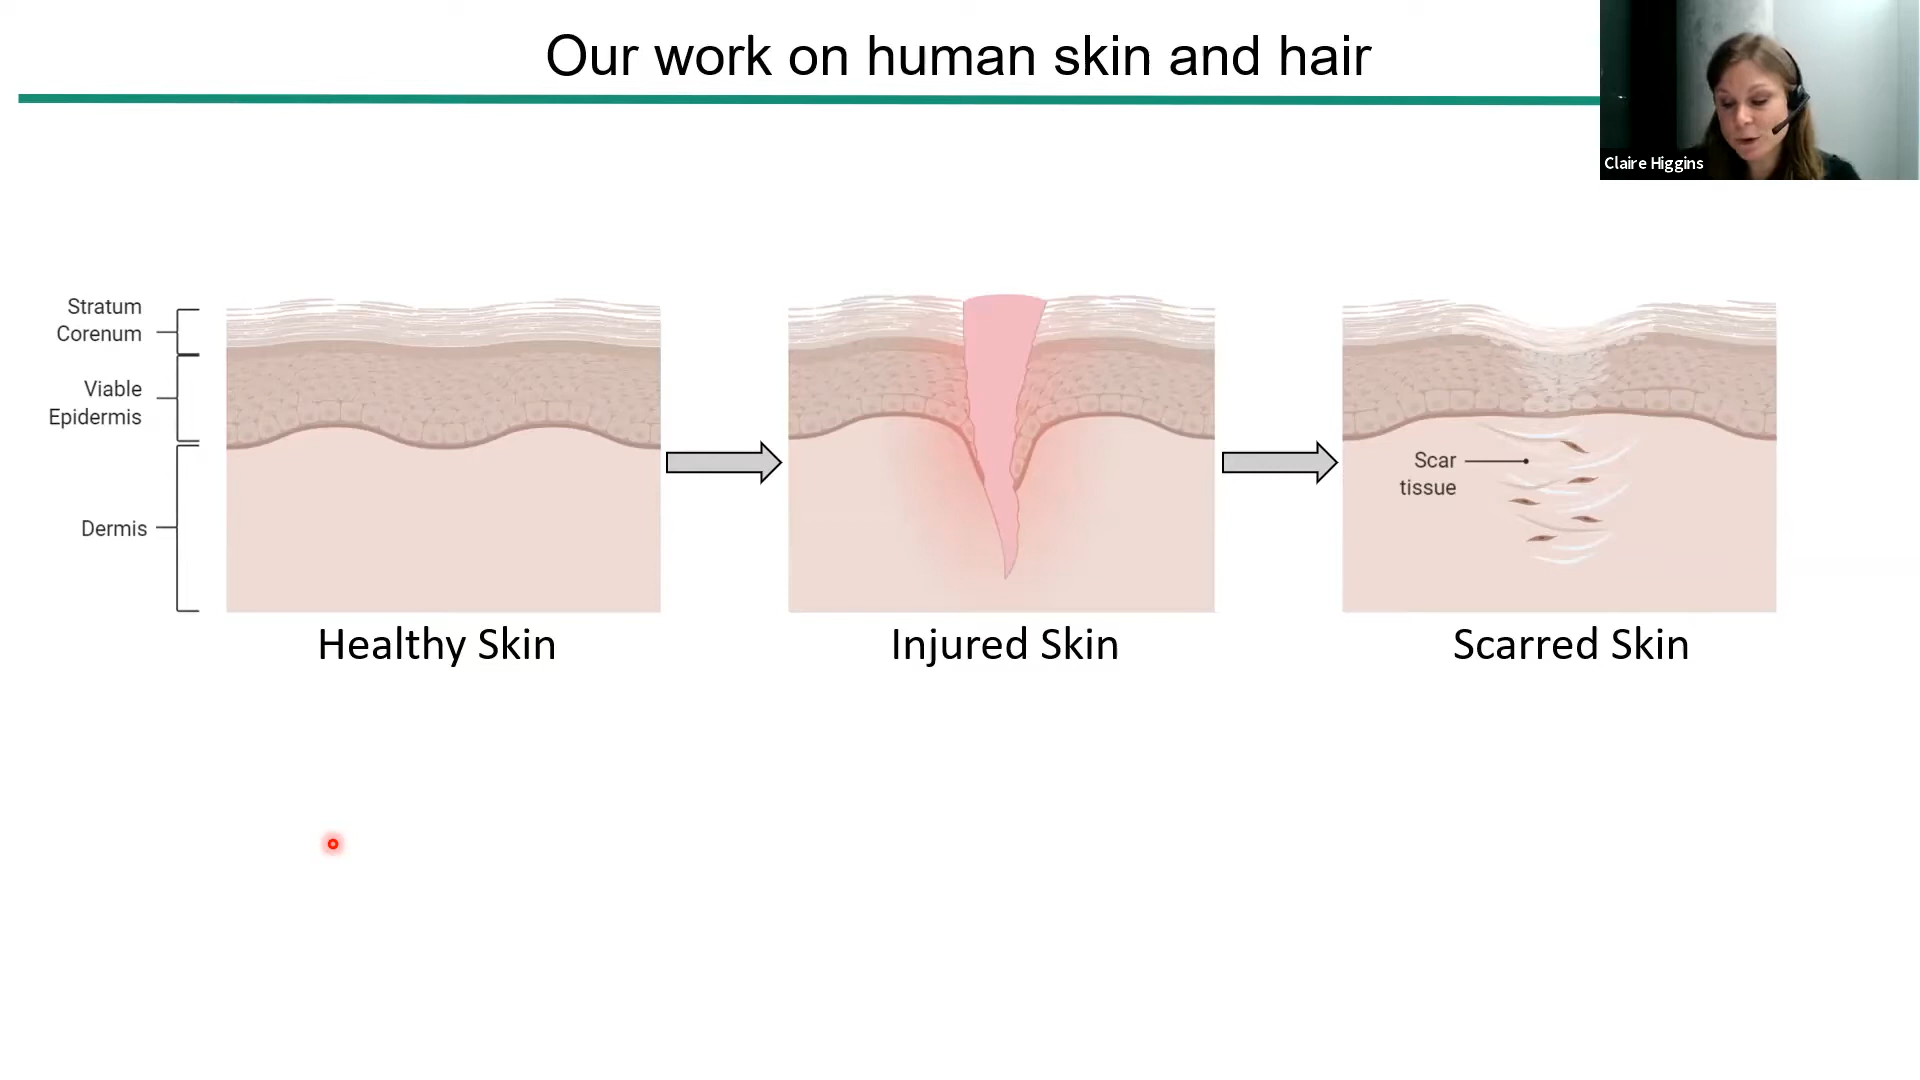 Our work on human skin and hair
Claire Higgins
Stratum
Corenum
Viable
Epidermis
Dermis
Scar
tissue
Healthy Skin
Injured Skin
Scarred Skin